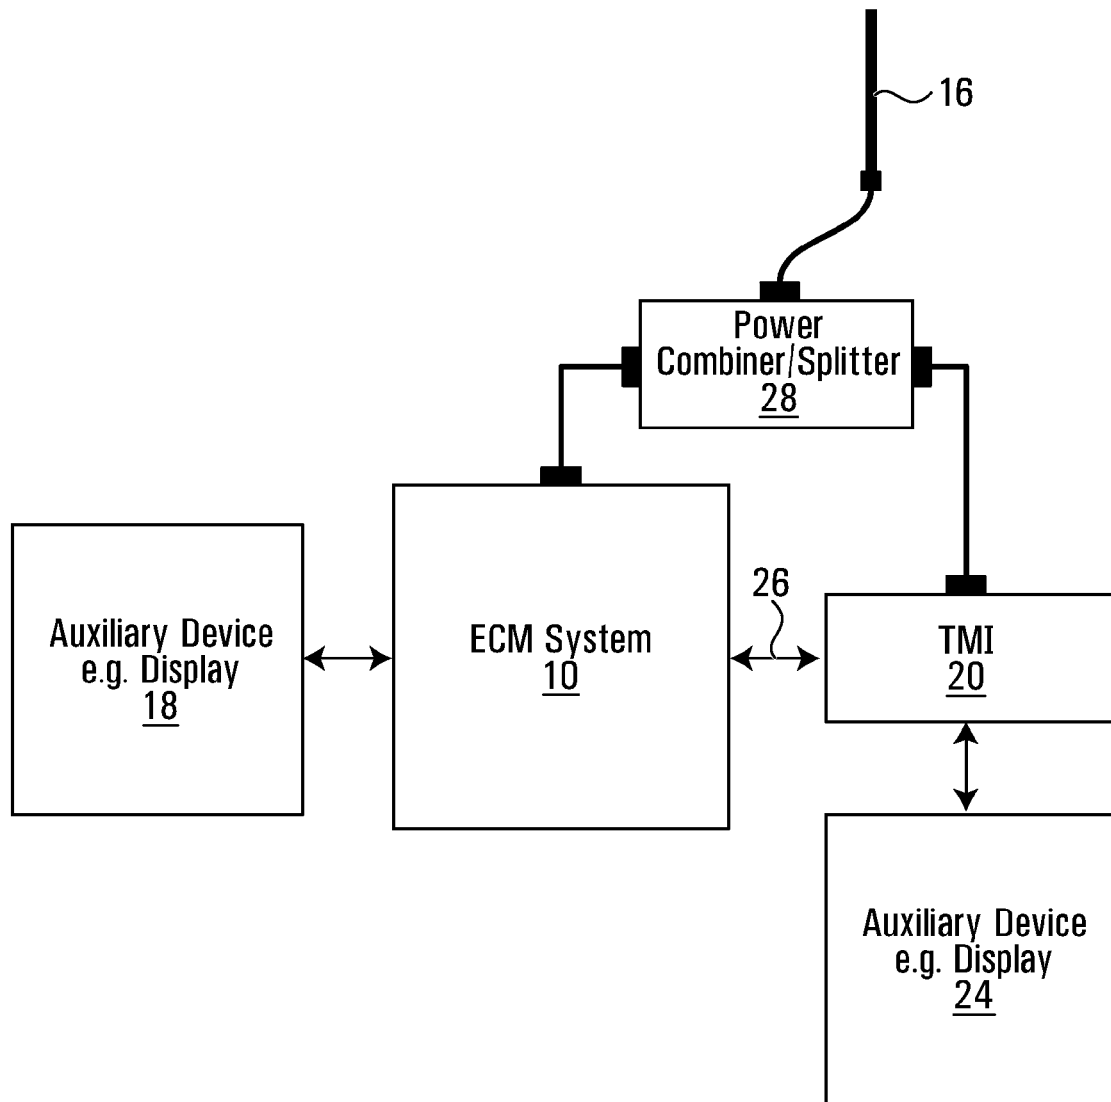 16
Power
Combiner/Splitter
28
26
Auxiliary Device
e.g. Display
18
ECM System
10
TMI
20
Auxiliary Device
e.g. Display
24